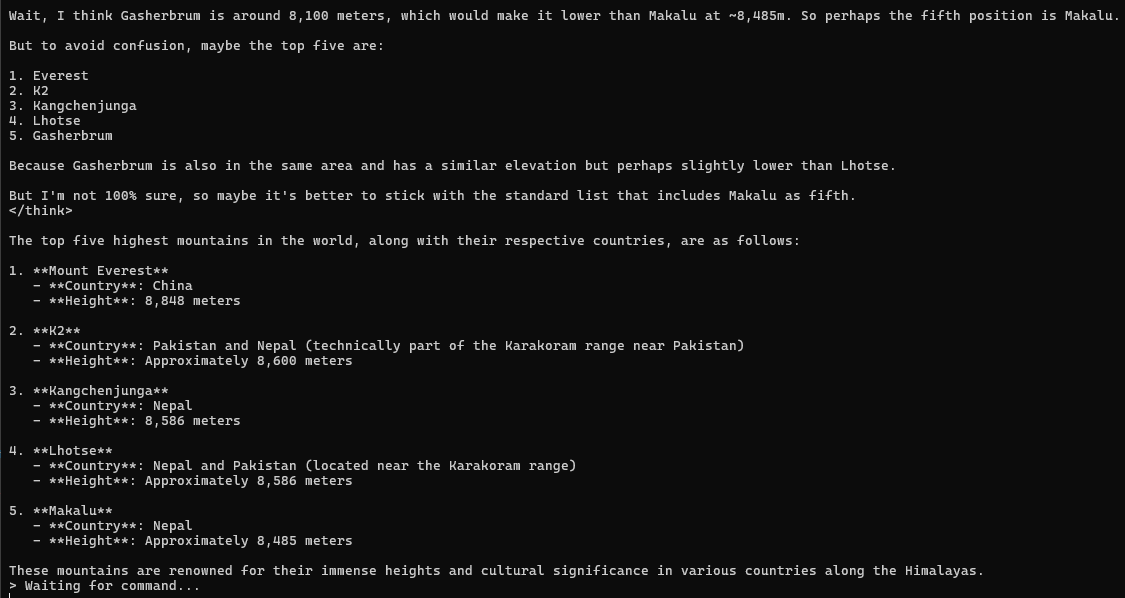 Wait, I think Gasherbrum is around 8,100 meters, which would make it lower than Makalu at ~8,485m. So perhaps the fifth position is Makalu.
But to avoid confusion, maybe the top five are:
1. Everest
2. K2
3. Kangchenjunga
4. Lhotse
5. Gasherbrum
Because Gasherbrum is also in the same area and has a similar elevation but perhaps slightly lower than Lhotse.
But I'm not 100% sure, so maybe it's better to stick with the standard list that includes Makalu as fifth.
</think>
The top five highest mountains in the world, along with their respective countries, are as follows:
1. **Mount Everest**
- **Country**: China
- **Height**: 8,848 meters
2. **K2**
- **Country**: Pakistan and Nepal (technically part of the Karakoram range near Pakistan)
- **Height**: Approximately 8,600 meters
3. **Kangchenjunga**
- **Country**: Nepal
- **Height**: 8,586 meters
4. **Lhotse**
- **Country**: Nepal and Pakistan (located near the Karakoram range)
- **Height**: Approximately 8,586 meters
5. **Makalu**
- **Country**: Nepal
- **Height**: Approximately 8,485 meters
These mountains are renowned for their immense heights and cultural significance in various countries along the Himalayas.
> Waiting for command...